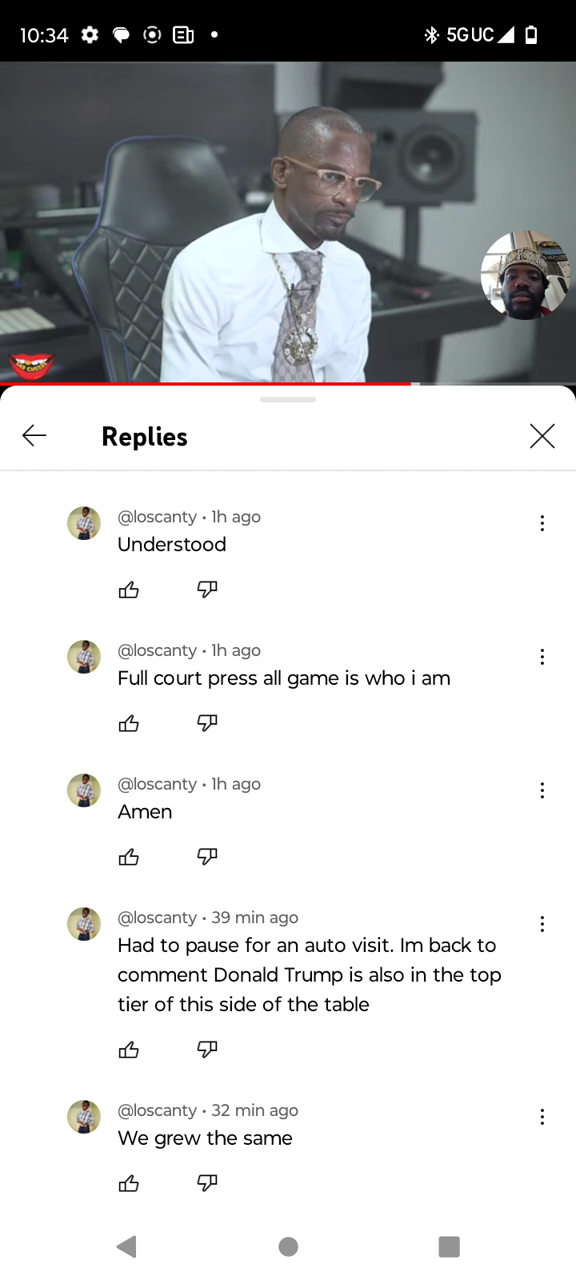 10:34
5G UC
SAY CHEESE
Replies
@loscanty • 1h ago
Understood
@loscanty • 1h ago
Full court press all game is who i am
@loscanty • 1h ago
Amen
@loscanty • 39 min ago
Had to pause for an auto visit. Im back to
comment Donald Trump is also in the top
tier of this side of the table
@loscanty • 32 min ago
We grew the same